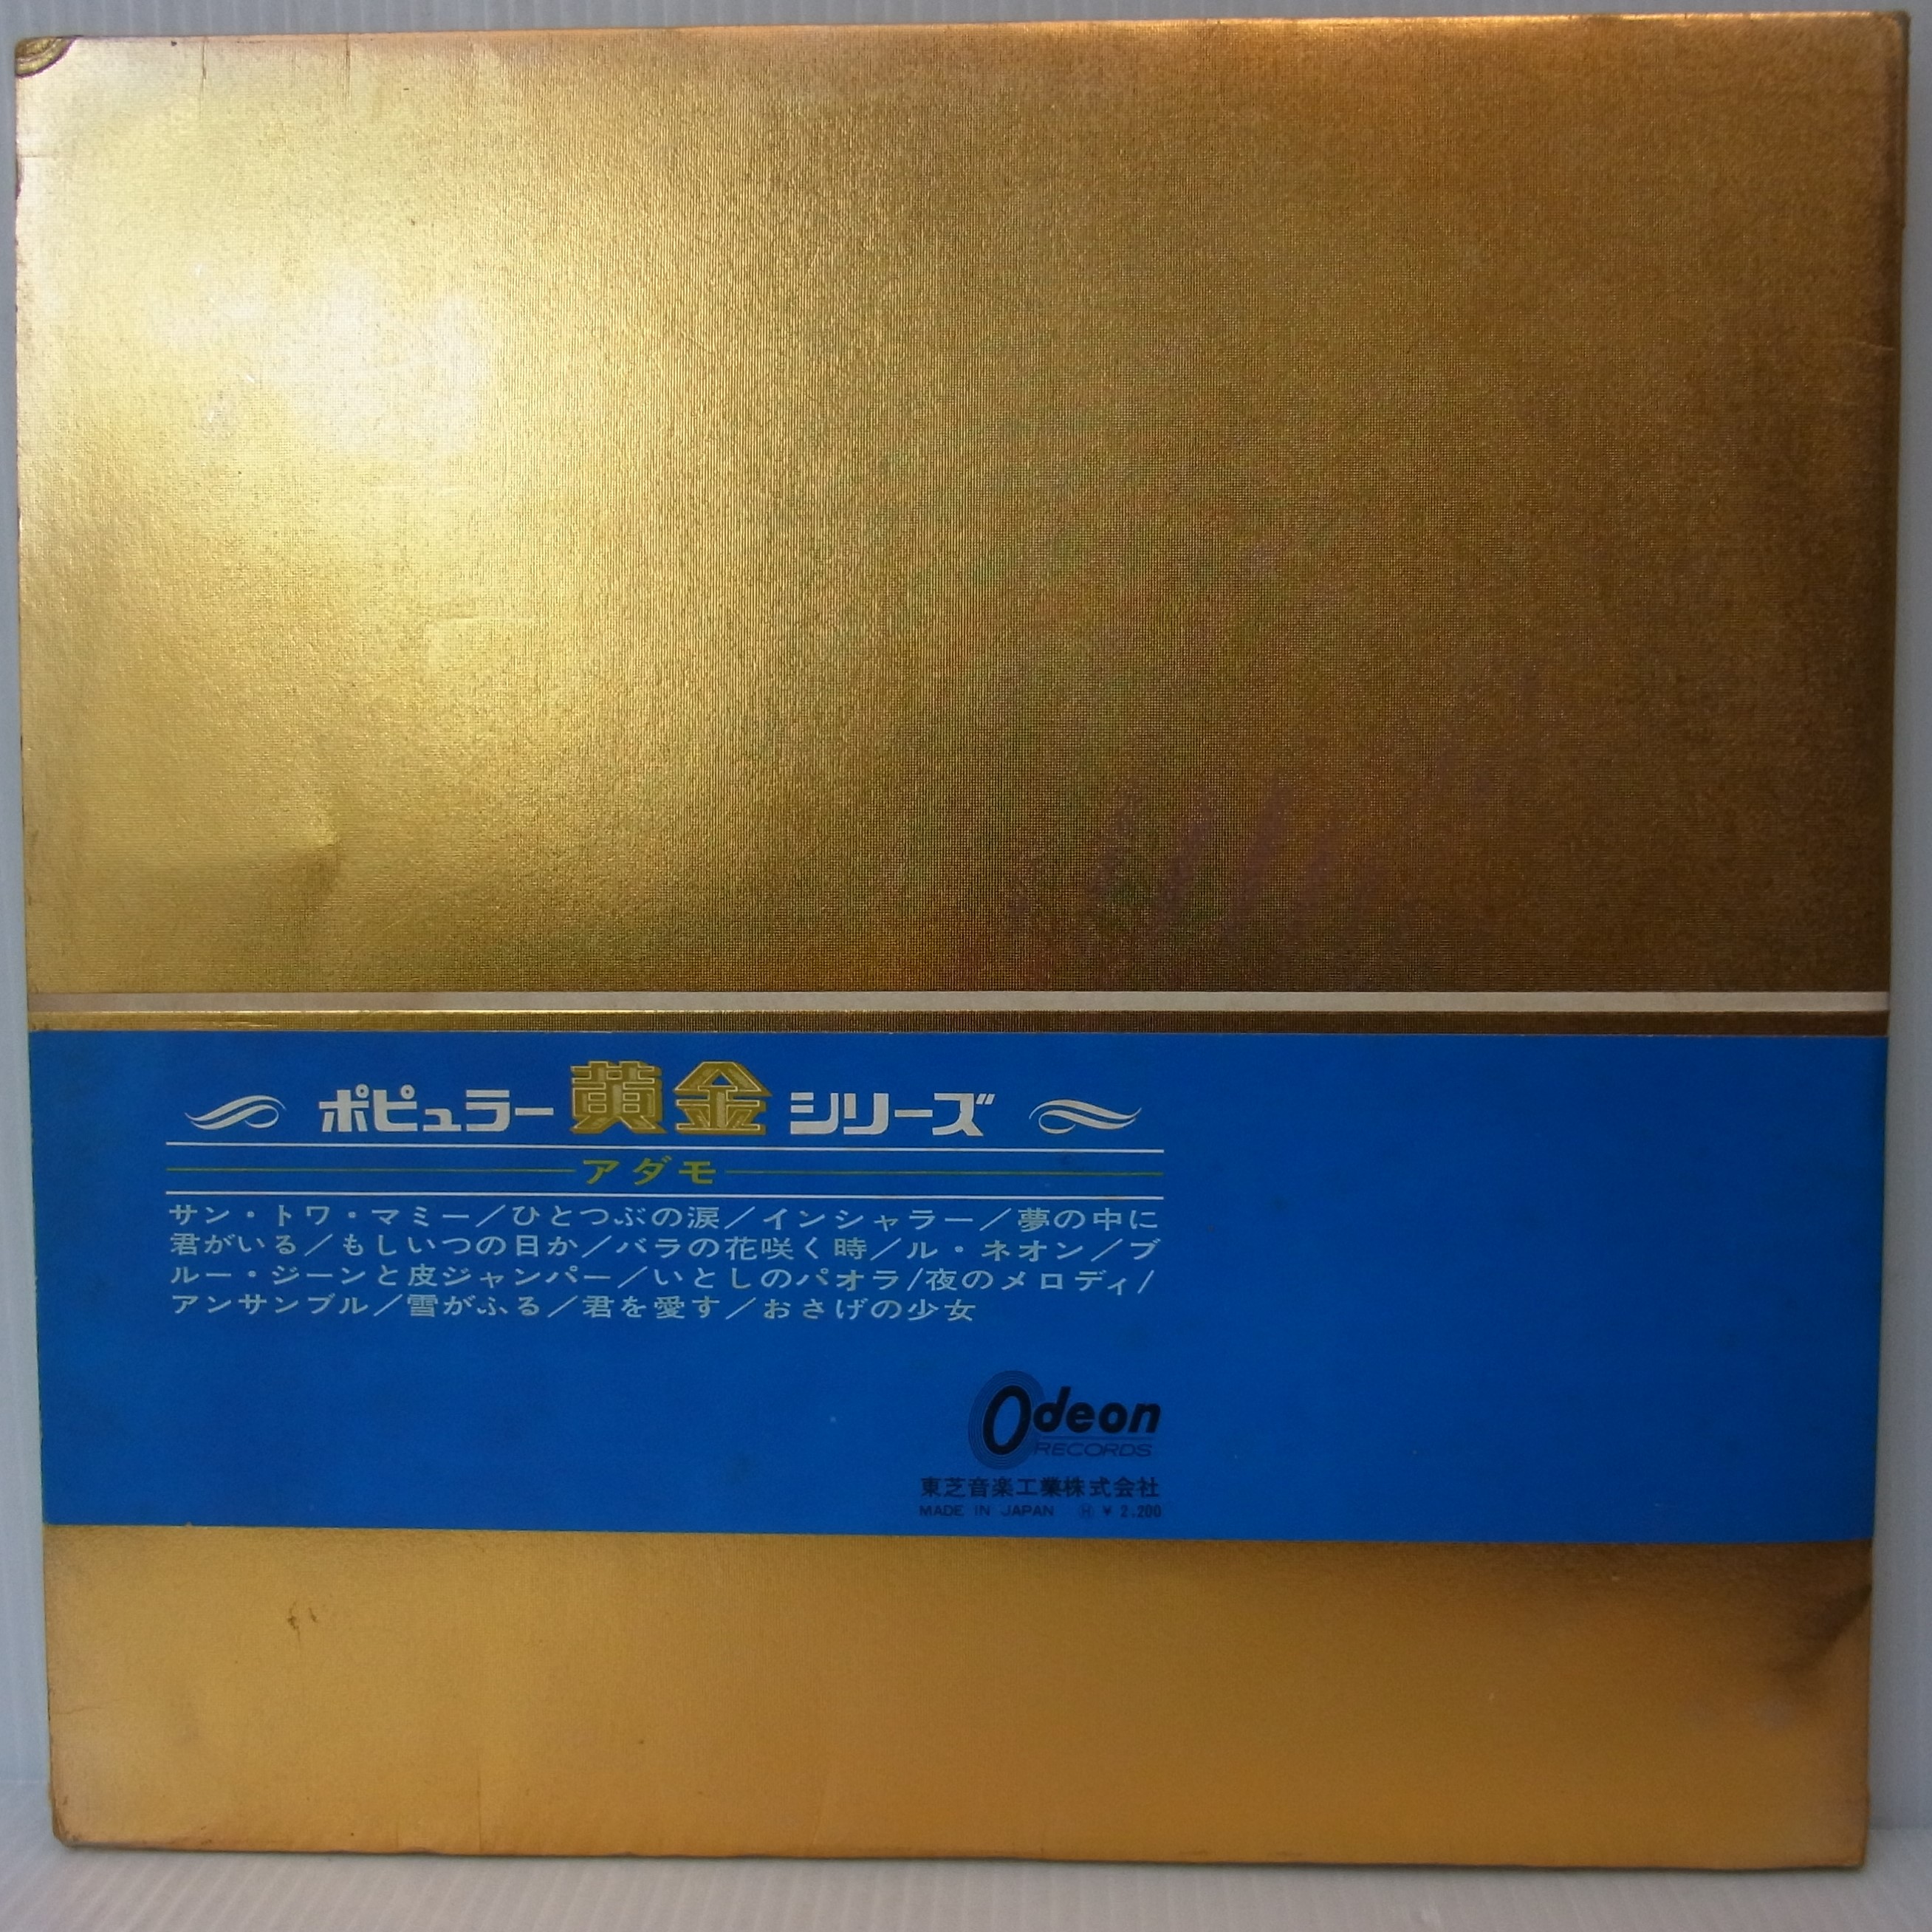 ポピュラー黄金シリーズ
アダモ
サン・トワ・マミー／ひとつぶの涙／インシャラー／夢の中に
君がいる／もしいつの日か／バラの花咲く時／ル・ネオン／ブ
ルー・ジーンと皮ジャンパー／いとしのパオラ/夜のメロディ/
アンサンブル／雪がふる／君を愛す／おさげの少女
Odeon
RECORDS
東芝音楽工業株式会社
MADE IN JAPAN Ⓗ ¥ 2.200